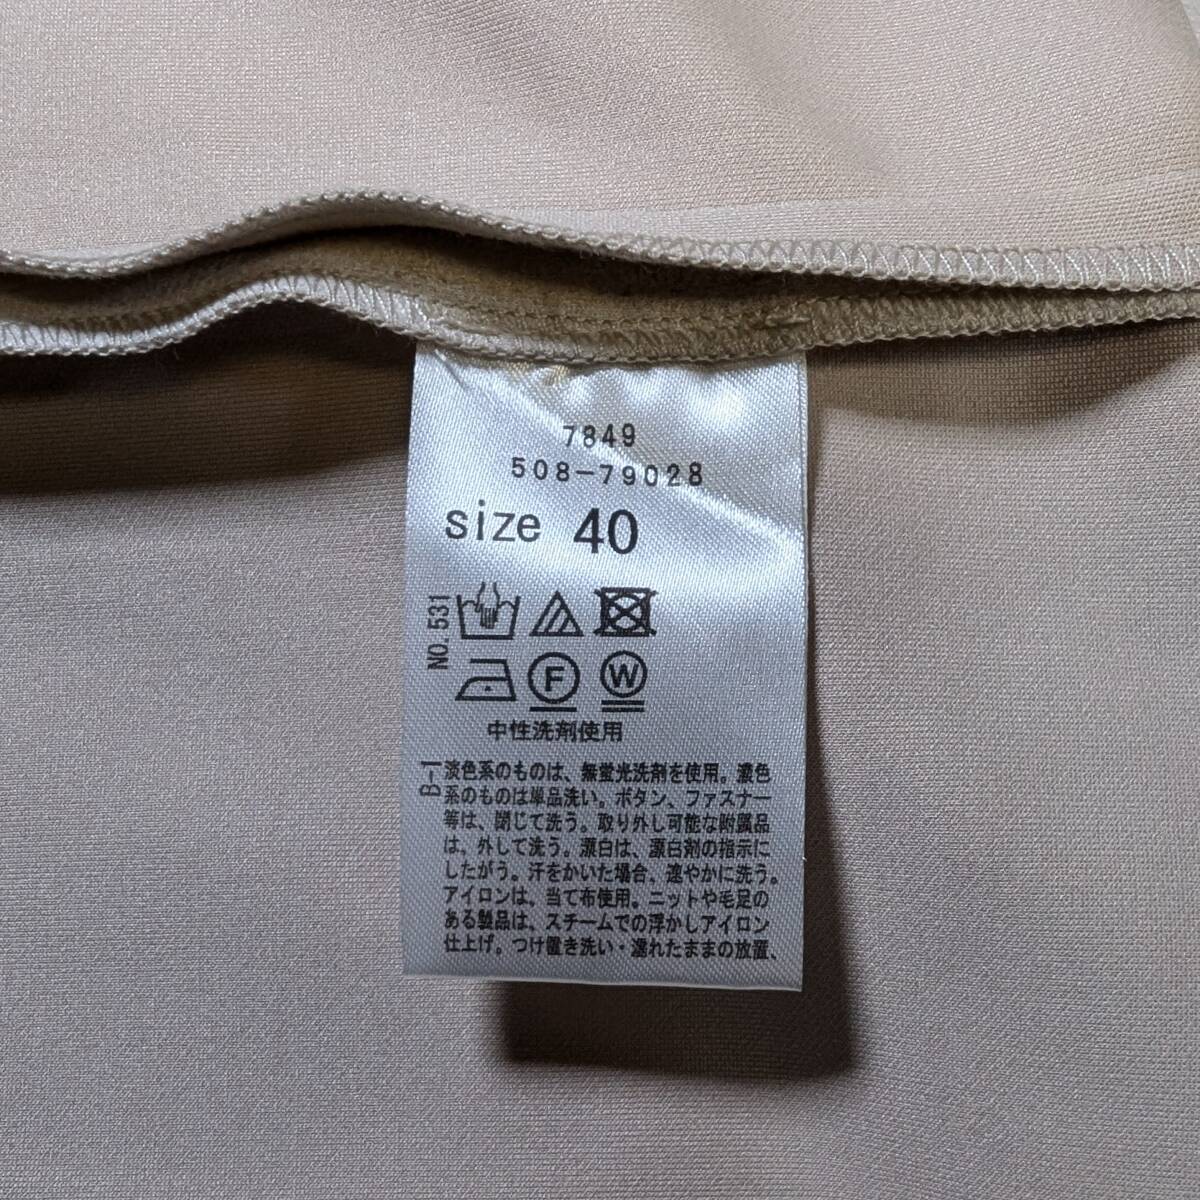 7849
508-79028
size 40
NO. 531
F
W
中性洗剤使用
B-1
淡色系のものは、無蛍光洗剤を使用。濃色
系のものは単品洗い。ボタン、ファスナー
等は、閉じて洗う。取り外し可能な附属品
は、外して洗う。漂白は、漂白剤の指示に
したがう。汗をかいた場合、速やかに洗う。
アイロンは、当て布使用。ニットや毛足の
ある製品は、スチームでの浮かしアイロン
仕上げ。つけ置き洗い・濡れたままの放置、